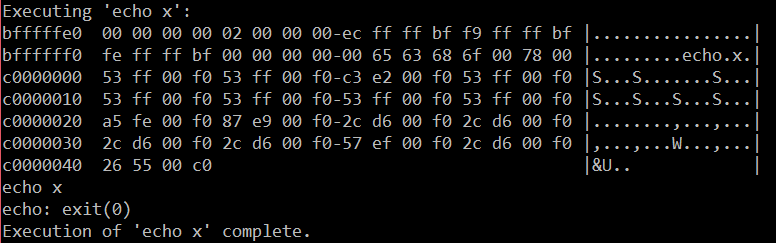 Executing 'echo x':
bfffffe0  00 00 00 00 02 00 00 00-ec ff ff bf f9 ff ff bf |................|
bffffff0  fe ff ff bf 00 00 00 00-00 65 63 68 6f 00 78 00 |.........echo.x.|
c0000000  53 ff 00 f0 53 ff 00 f0-c3 e2 00 f0 53 ff 00 f0 |S...S.......S...|
c0000010  53 ff 00 f0 53 ff 00 f0-53 ff 00 f0 53 ff 00 f0 |S...S...S...S...|
c0000020  a5 fe 00 f0 87 e9 00 f0-2c d6 00 f0 2c d6 00 f0 |........,...,...|
c0000030  2c d6 00 f0 2c d6 00 f0-57 ef 00 f0 2c d6 00 f0 |,...,...W...,...|
c0000040  26 55 00 c0                                     |&U..            |
echo x
echo: exit(0)
Execution of 'echo x' complete.